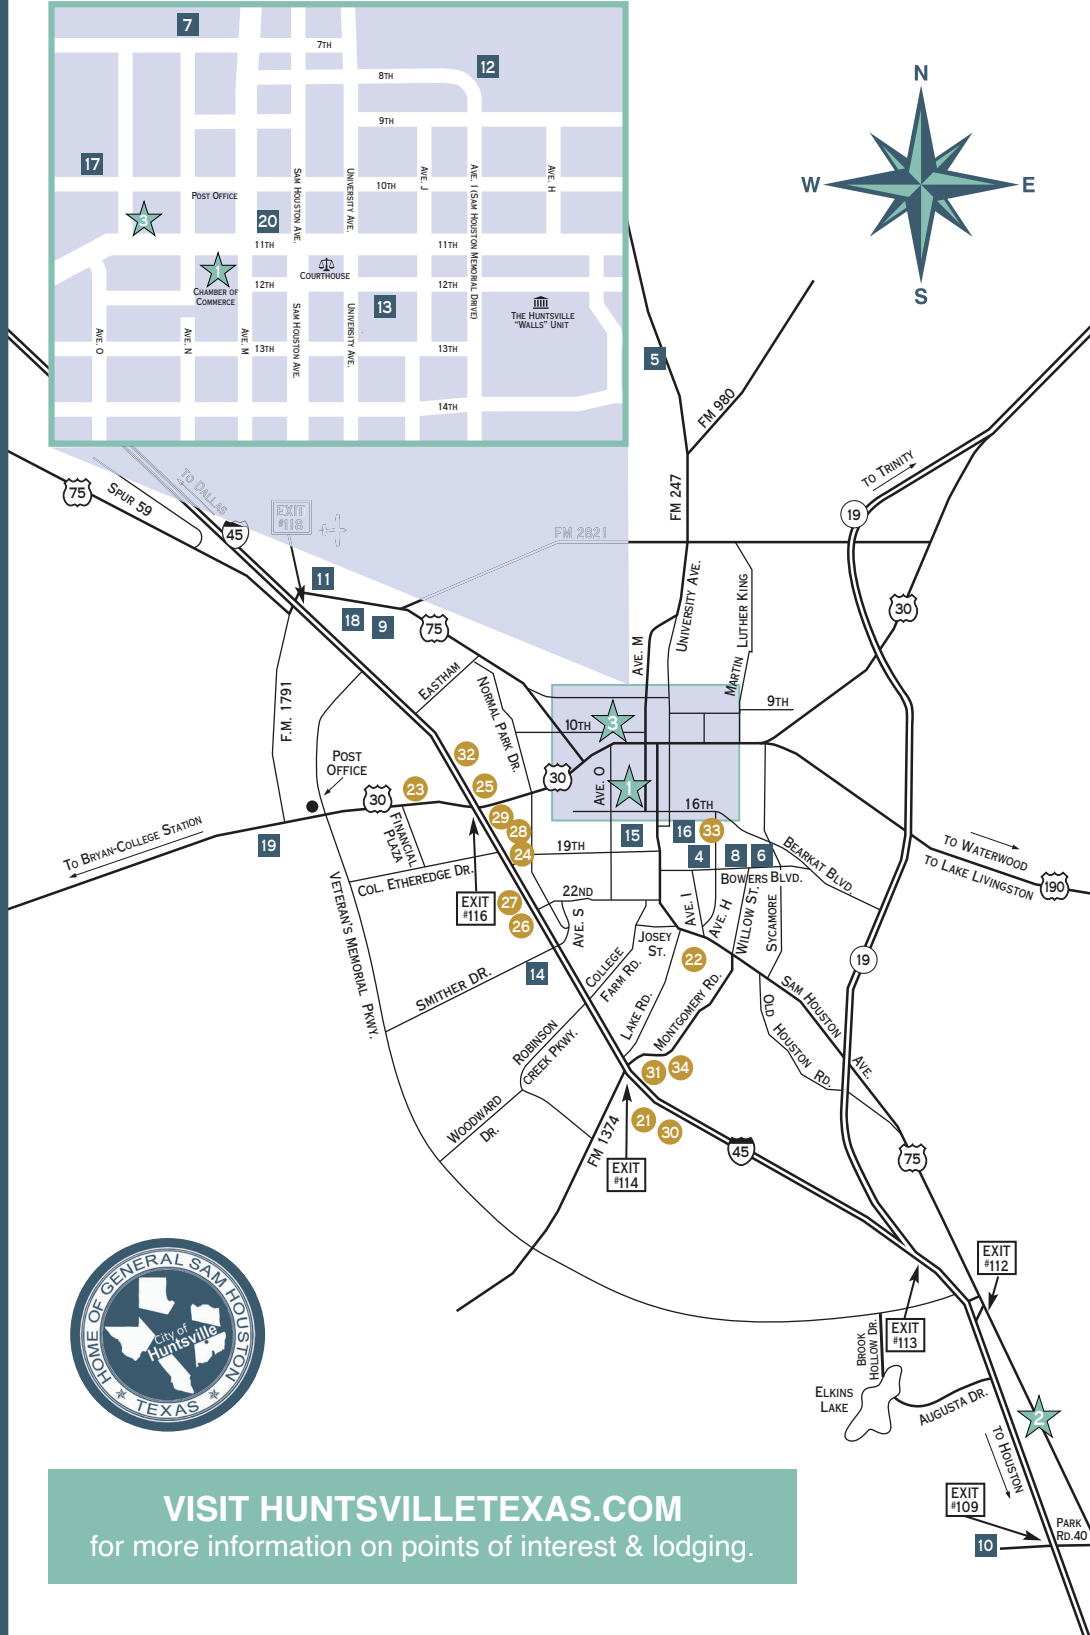 7
7TH
12
8TH
9TH
17
AVE. J
AVE. I (SAM HOUSTON MEMORIAL DRIVE)
AVE. H
SAM HOUSTON AVE.
UNIVERSITY AVE.
10TH
POST OFFICE
3
20
11TH
11TH
1
COURTHOUSE
CHAMBER OF
COMMERCE
12TH
12TH
13
THE HUNTSVILLE
"WALLS" UNIT
AVE. O
AVE. N
AVE. M
SAM HOUSTON AVE.
UNIVERSITY AVE.
13TH
13TH
14TH
N
W
E
S
5
FM 980
FM 247
TO TRINITY
19
75
SPUR 59
TO DALLAS
45
EXIT
#118
FM 2821
11
18
9
75
UNIVERSITY AVE.
MARTIN LUTHER KING
AVE. M
30
EASTHAM
NORMAL PARK DR.
F.M. 1791
9TH
10TH
3
POST
OFFICE
32
30
AVE. O
1
25
23
30
16TH
29
28
15
16
33
FINANCIAL
PLAZA
TO BRYAN-COLLEGE STATION
19
24
19TH
4
8
6
BEARKAT BLVD.
TO WATERWOOD
TO LAKE LIVINGSTON
190
COL. ETHEREDGE DR.
BOWERS BLVD.
EXIT
#116
27
26
22ND
AVE. S
AVE. I
AVE. H
WILLOW ST.
SYCAMORE
JOSEY
ST.
22
VETERAN'S MEMORIAL PKWY.
SMITHER DR.
14
COLLEGE
FARM RD.
LAKE RD.
MONTGOMERY RD.
19
SAM HOUSTON
AVE.
OLD
HOUSTON RD.
ROBINSON
CREEK PKWY.
31
34
WOODWARD
DR.
FM 1374
21
30
EXIT
#114
45
75
EXIT
#112
EXIT
#113
BROOK
HOLLOW DR.
ELKINS
LAKE
AUGUSTA DR.
2
TO HOUSTON
EXIT
#109
PARK
RD.40
10
HOME OF GENERAL SAM HOUSTON
City of
Huntsville
TEXAS
VISIT HUNTSVILLETEXAS.COM
for more information on points of interest & lodging.